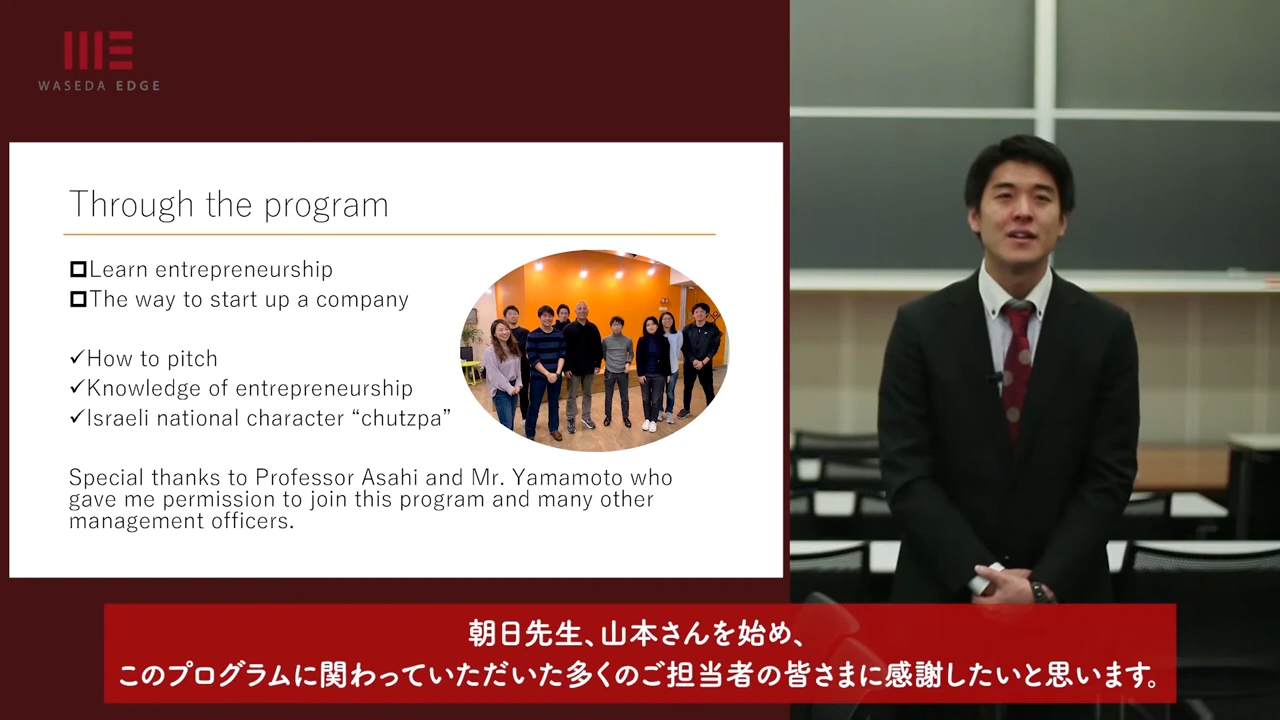 WASEDA EDGE
Through the program
Learn entrepreneurship
The way to start up a company
✓How to pitch
✓Knowledge of entrepreneurship
✓Israeli national character “chutzpa”
Special thanks to Professor Asahi and Mr. Yamamoto who
gave me permission to join this program and many other
management officers.
朝日先生、山本さんを始め、
このプログラムに関わっていただいた多くのご担当者の皆さまに感謝したいと思います。